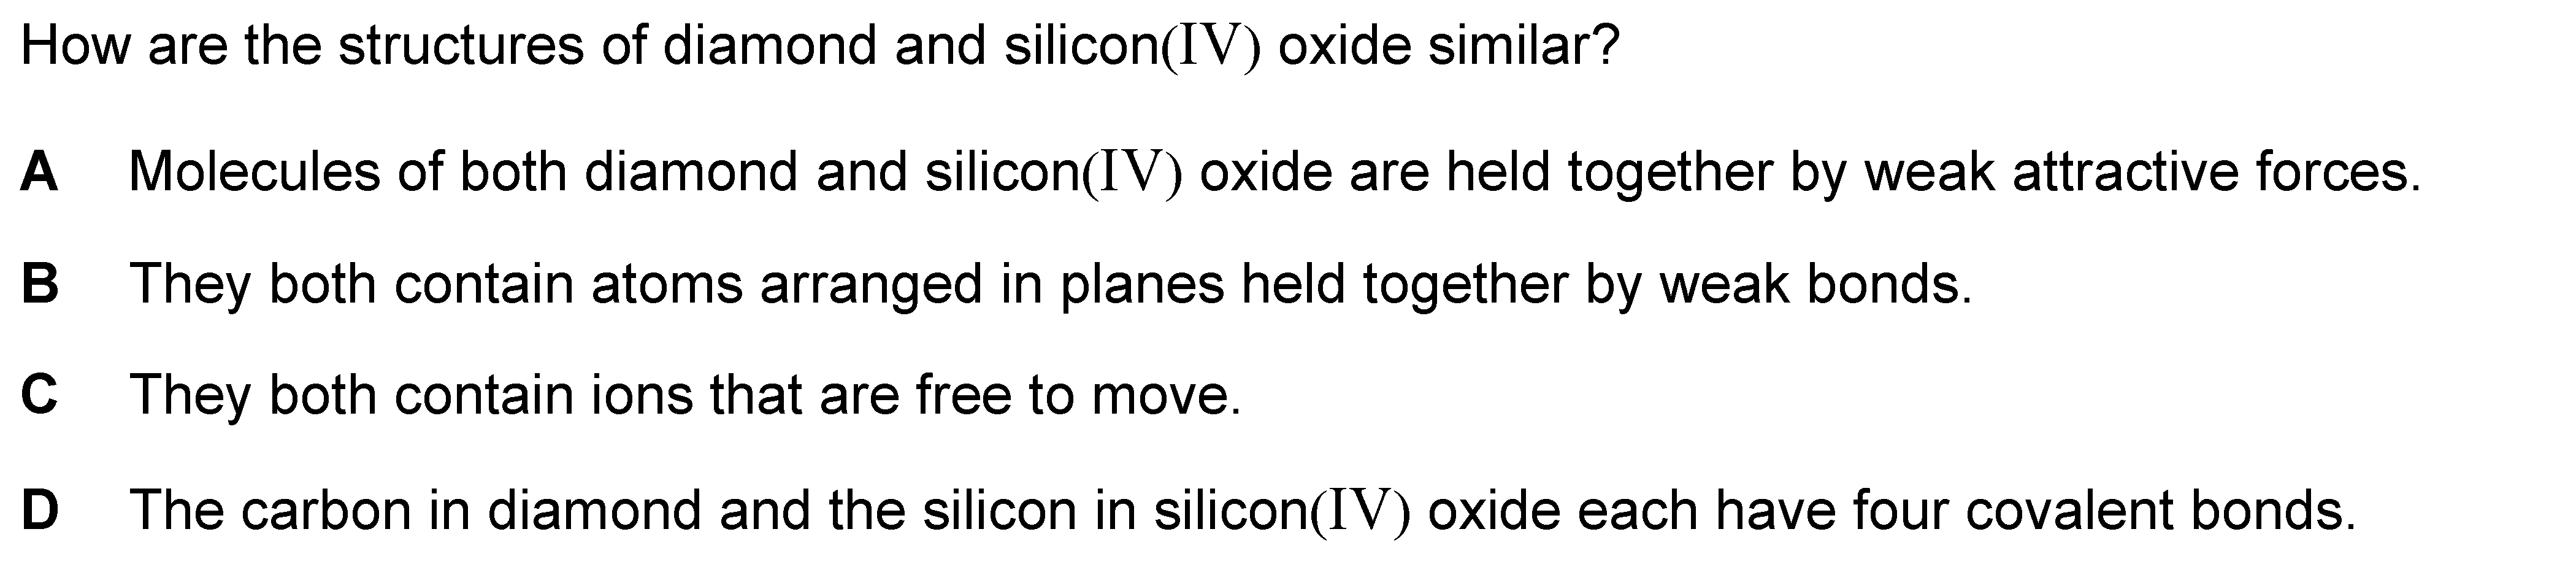 How are the structures of diamond and silicon(IV) oxide similar?
A Molecules of both diamond and silicon(IV) oxide are held together by weak attractive forces.
B They both contain atoms arranged in planes held together by weak bonds.
C They both contain ions that are free to move.
D The carbon in diamond and the silicon in silicon(IV) oxide each have four covalent bonds.